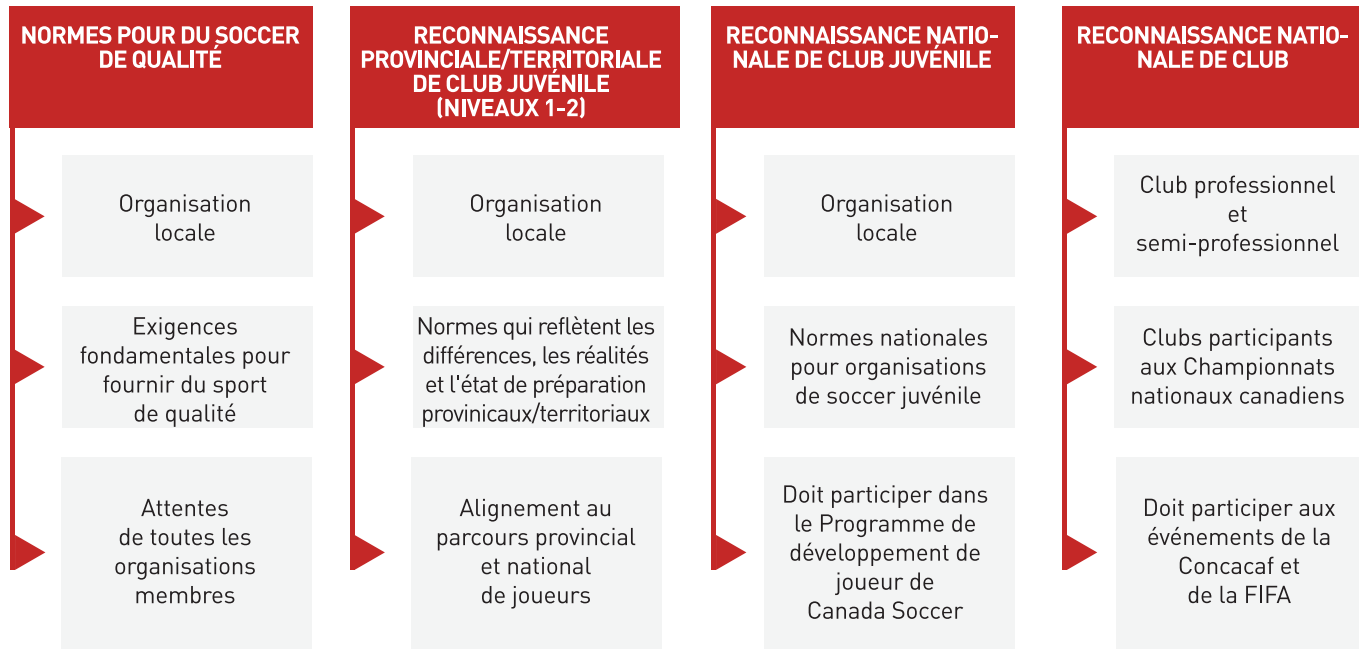 NORMES POUR DU SOCCER
DE QUALITÉ
Organisation
locale
Exigences
fondamentales pour
fournir du sport
de qualité
Attentes
de toutes les
organisations
membres
RECONNAISSANCE
PROVINCIALE/TERRITORIALE
DE CLUB JUVÉNILE
(NIVEAUX 1-2)
Organisation
locale
Normes qui reflètent les
différences, les réalités
et l'état de préparation
provinicaux/territoriaux
Alignement au
parcours provincial
et national
de joueurs
RECONNAISSANCE NATIO-
NALE DE CLUB JUVÉNILE
Organisation
locale
Normes nationales
pour organisations
de soccer juvénile
Doit participer dans
le Programme de
développement de
joueur de
Canada Soccer
RECONNAISSANCE NATIO-
NALE DE CLUB
Club professionnel
et
semi-professionnel
Clubs participants
aux Championnats
nationaux canadiens
Doit participer aux
événements de la
Concacaf et
de la FIFA